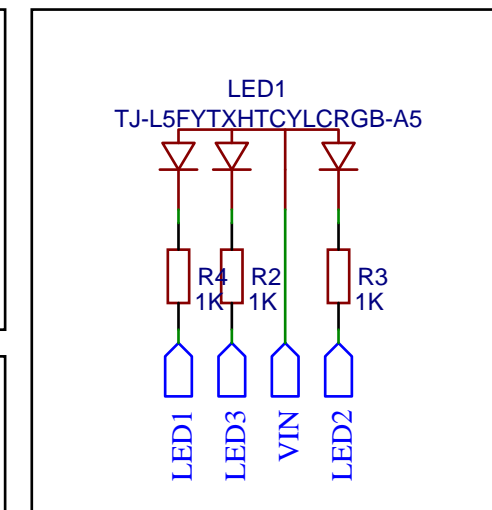 LED1
TJ-L5FYTXHTCYLCRGB-A5
R4
1K
R2
1K
R3
1K
LED1
LED3
VIN
LED2